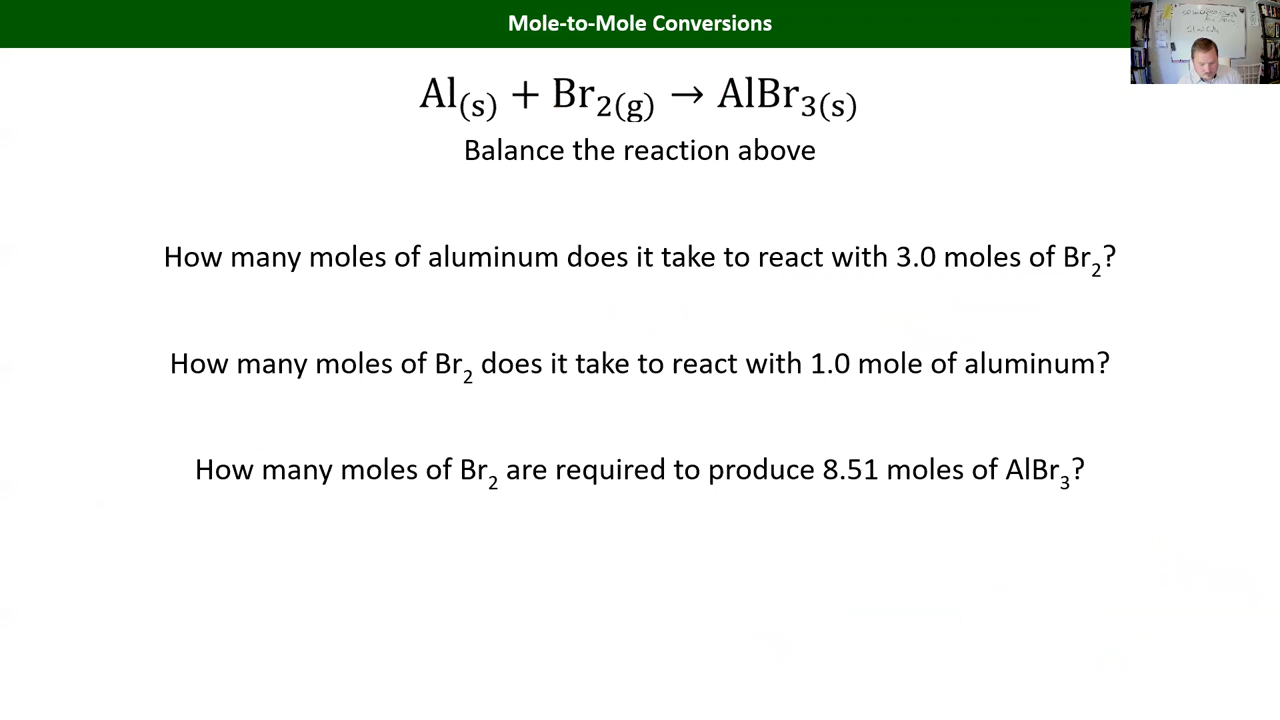 Mole-to-Mole Conversions
Al(s) + Br2(g) → AlBr3(s)
Balance the reaction above
How many moles of aluminum does it take to react with 3.0 moles of Br2?
How many moles of Br2 does it take to react with 1.0 mole of aluminum?
How many moles of Br2 are required to produce 8.51 moles of AlBr3?